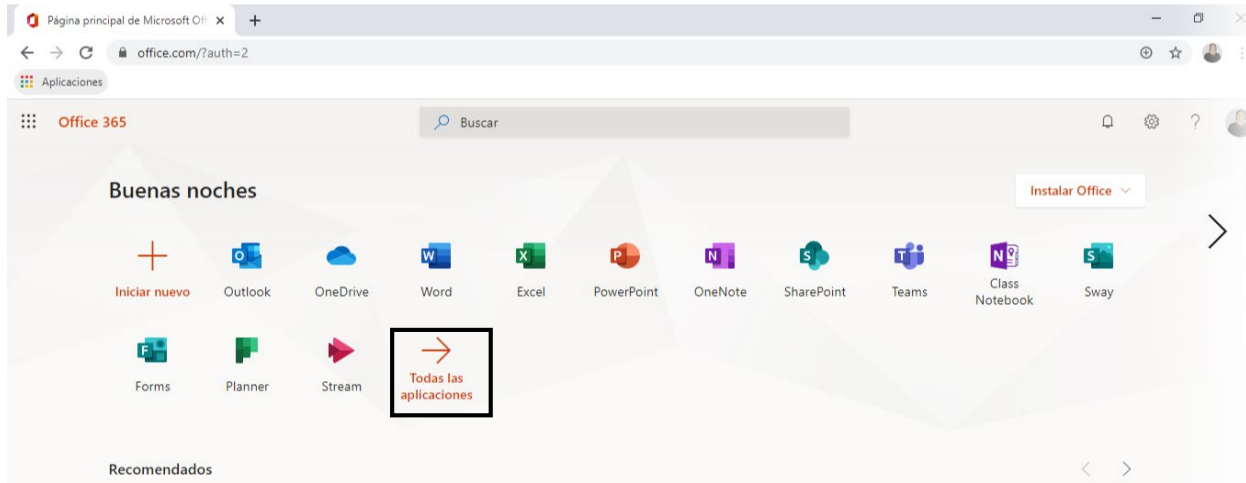 Página principal de Microsoft Ofi
office.com/?auth=2
Aplicaciones
Office 365
Buscar
Buenas noches
Instalar Office
Iniciar nuevo
Outlook
OneDrive
Word
Excel
PowerPoint
OneNote
SharePoint
Teams
Class
Notebook
Sway
Forms
Planner
Stream
Todas las
aplicaciones
Recomendados